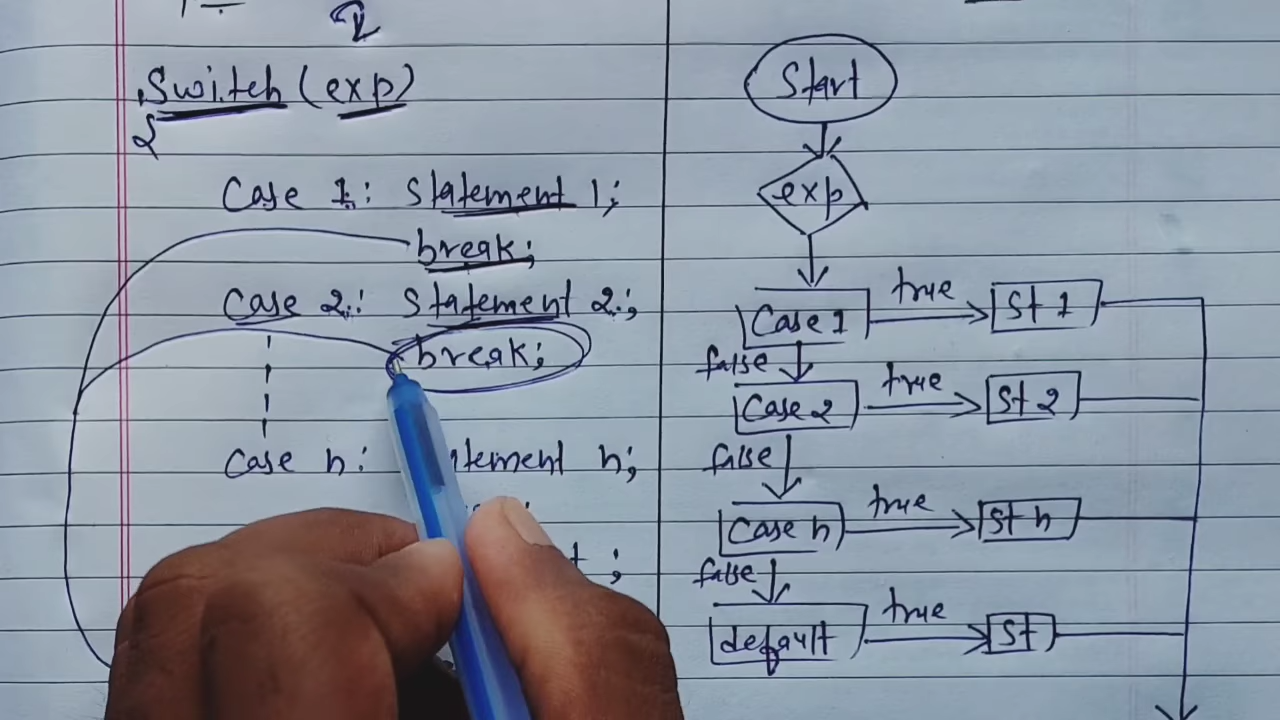 Switch (exp)
{
Case 1: Statement 1;
break;
Case 2: Statement 2;
break;
Case n: tement n;
;
t ;
Start
exp
Case 1 true St 1
false
Case 2 true St 2
false
Case n true St n
false
default true St